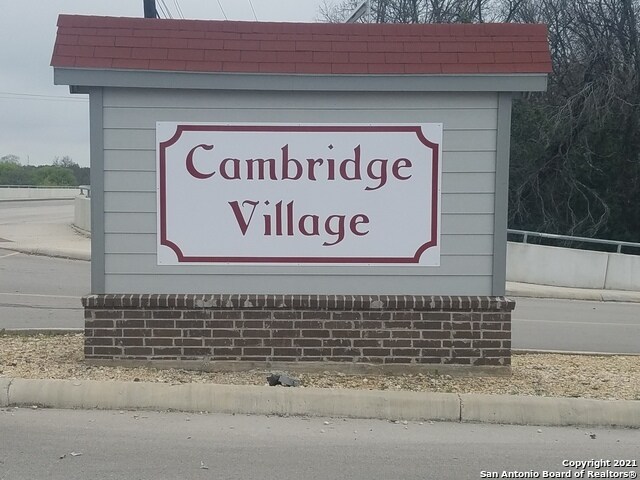 Cambridge
Village
Copyright 2021
San Antonio Board of Realtors®